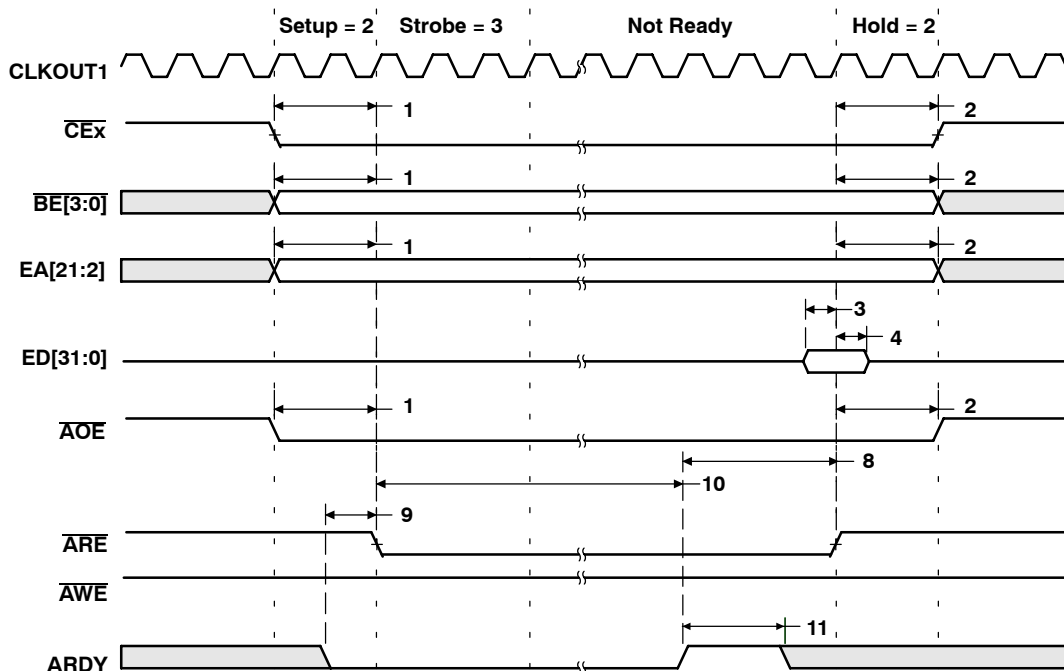 Setup = 2 Strobe = 3 Not Ready Hold = 2
CLKOUT1
CEx 1 2
BE[3:0] 1 2
EA[21:2] 1 2
ED[31:0] 3
4
AOE 1 2
8
10
ARE 9
AWE
ARDY 11